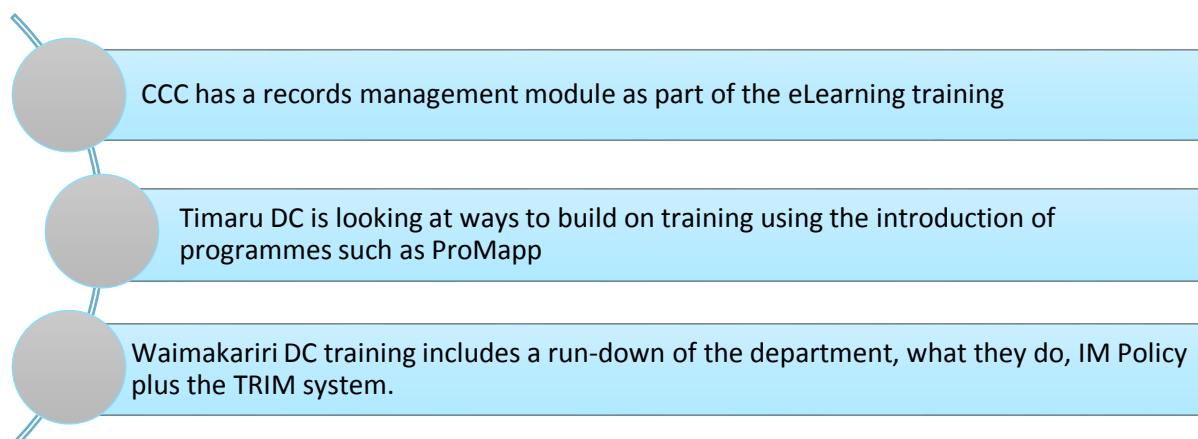 CCC has a records management module as part of the eLearning training
Timaru DC is looking at ways to build on training using the introduction of
programmes such as ProMapp
Waimakariri DC training includes a run-down of the department, what they do, IM Policy
plus the TRIM system.